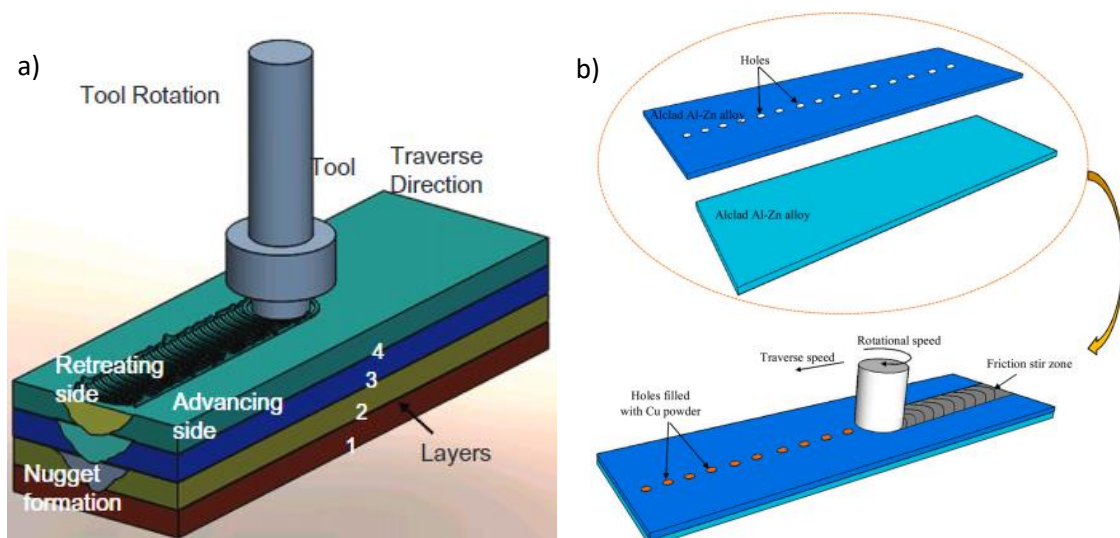 a)
Tool Rotation
Tool
Traverse
Direction
4
3
2
1
Retreating
side
Advancing
side
Layers
Nugget
formation
b)
Holes
Alclad Al-Zn alloy
Alclad Al-Zn alloy
Rotational speed
Traverse speed
Friction stir zone
Holes filled
with Cu powder